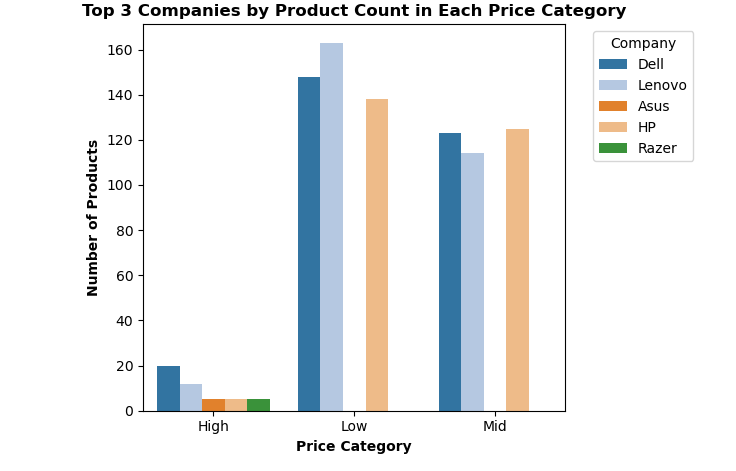 Top 3 Companies by Product Count in Each Price Category
160
140
120
100
80
60
40
20
0
Number of Products
High
Low
Mid
Price Category
Company
Dell
Lenovo
Asus
HP
Razer